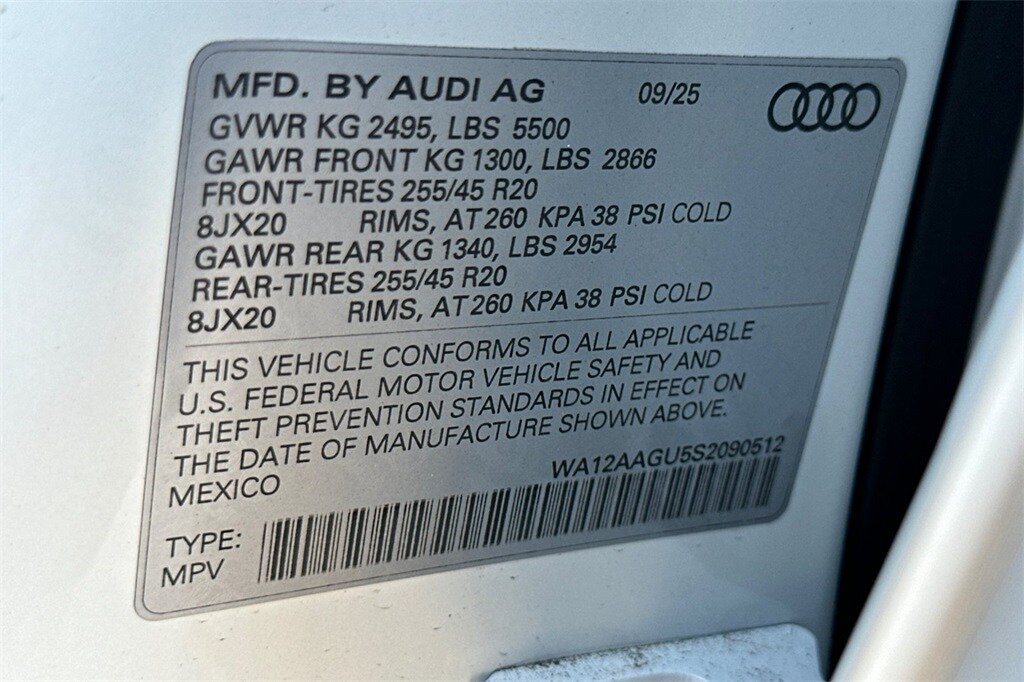 MFD. BY AUDI AG 09/25
GVWR KG 2495, LBS 5500
GAWR FRONT KG 1300, LBS 2866
FRONT-TIRES 255/45 R20
8JX20 RIMS, AT 260 KPA 38 PSI COLD
GAWR REAR KG 1340, LBS 2954
REAR-TIRES 255/45 R20
8JX20 RIMS, AT 260 KPA 38 PSI COLD
THIS VEHICLE CONFORMS TO ALL APPLICABLE
U.S. FEDERAL MOTOR VEHICLE SAFETY AND
THEFT PREVENTION STANDARDS IN EFFECT ON
THE DATE OF MANUFACTURE SHOWN ABOVE.
MEXICO WA12AAGU5S2090512
TYPE:
MPV